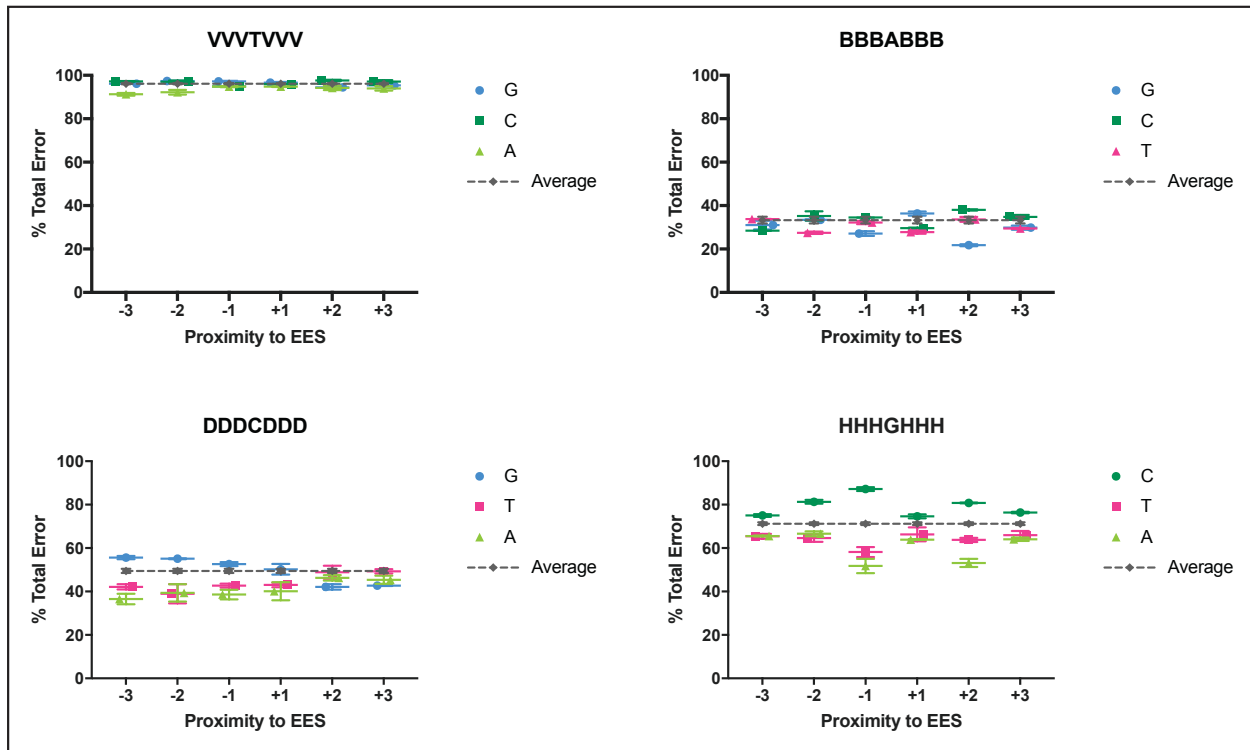 VVVTVVV
100
80
60
40
20
0
% Total Error
-3 -2 -1 +1 +2 +3
Proximity to EES
G
C
A
Average
BBBABBB
100
80
60
40
20
0
% Total Error
-3 -2 -1 +1 +2 +3
Proximity to EES
G
C
T
Average
DDDCDDD
100
80
60
40
20
0
% Total Error
-3 -2 -1 +1 +2 +3
Proximity to EES
G
T
A
Average
HHHGHHH
100
80
60
40
20
0
% Total Error
-3 -2 -1 +1 +2 +3
Proximity to EES
C
T
A
Average